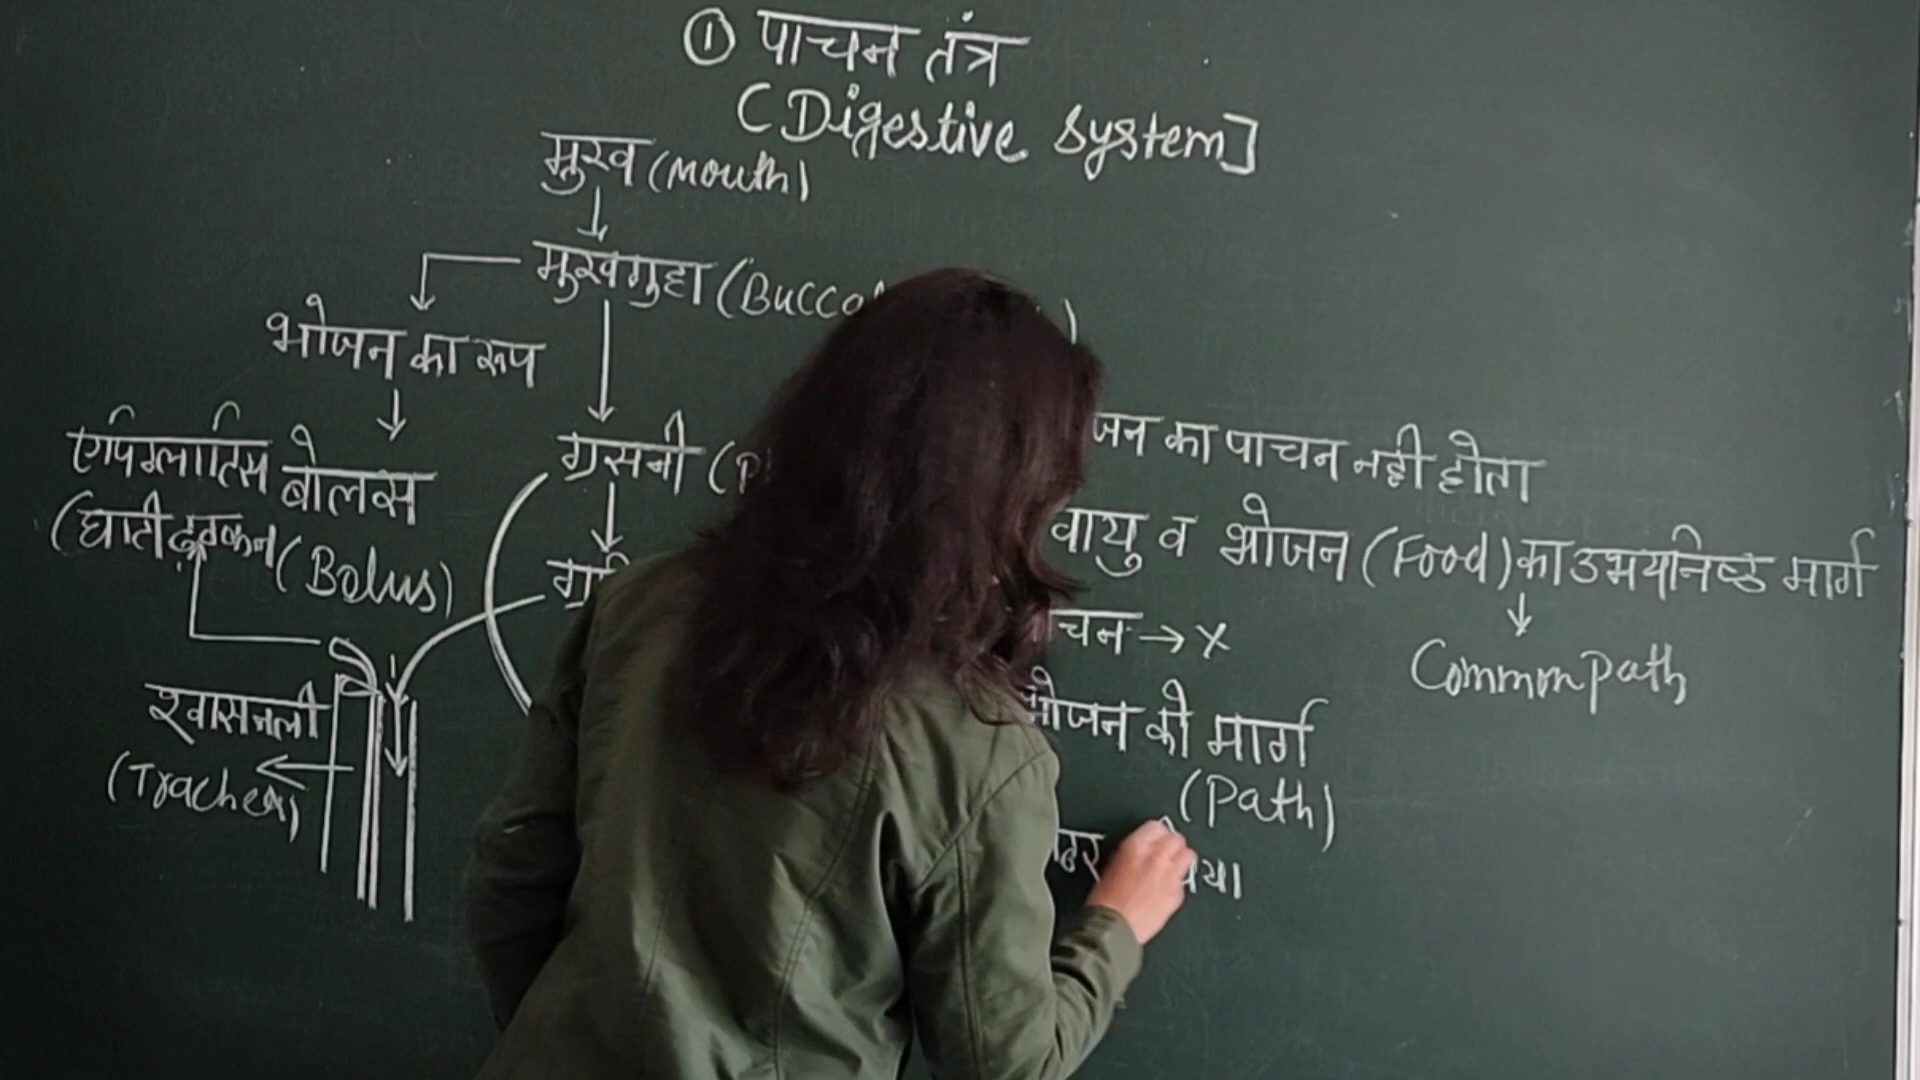 ① पाचन तंत्र
(Digestive system]
मुख (Mouth)
मुखगुहा (Bucca
भोजन का रूप
एपिग्लोटिस
(घाटी ढक्कन
बोलस
(Bolus)
ग्रसनी (P
जन का पाचन नही होता
वायु व भोजन (Food) का उभयनिष्ठ मार्ग
Common Path
चन → X
भोजन को मार्ग
(Path)
श्वासनली
(Trachea)